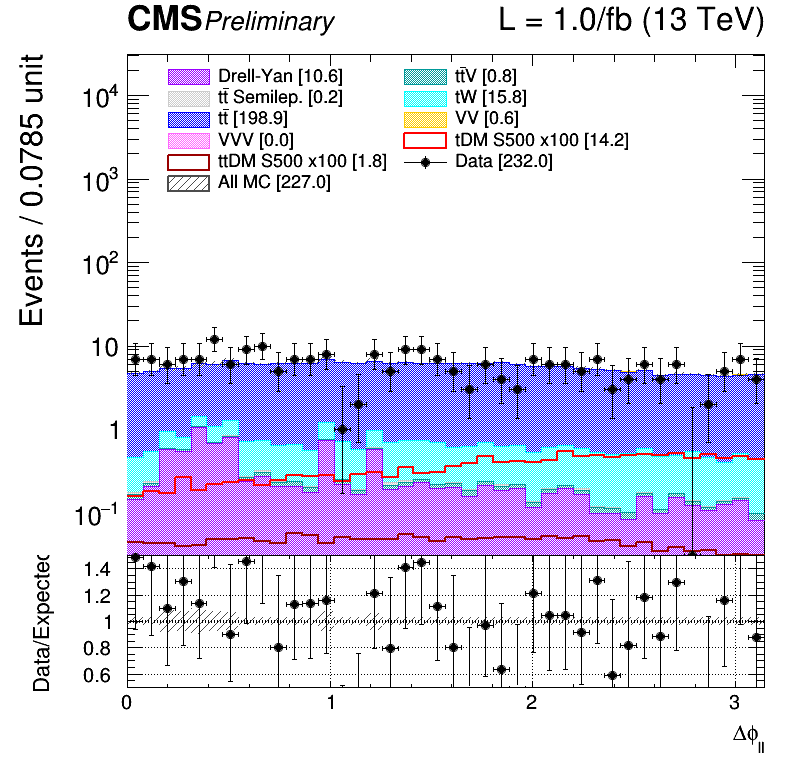 CMS Preliminary L = 1.0/fb (13 TeV)
Drell-Yan [10.6] tt̄V [0.8]
tt̄ Semilep. [0.2] tW [15.8]
tt̄ [198.9] VV [0.6]
VVV [0.0] tDM S500 x100 [14.2]
ttDM S500 x100 [1.8] Data [232.0]
All MC [227.0]
Events / 0.0785 unit
10⁴
10³
10²
10
1
10⁻¹
Data/Expected
1.4
1.2
1
0.8
0.6
0 1 2 3
Δϕ_ll